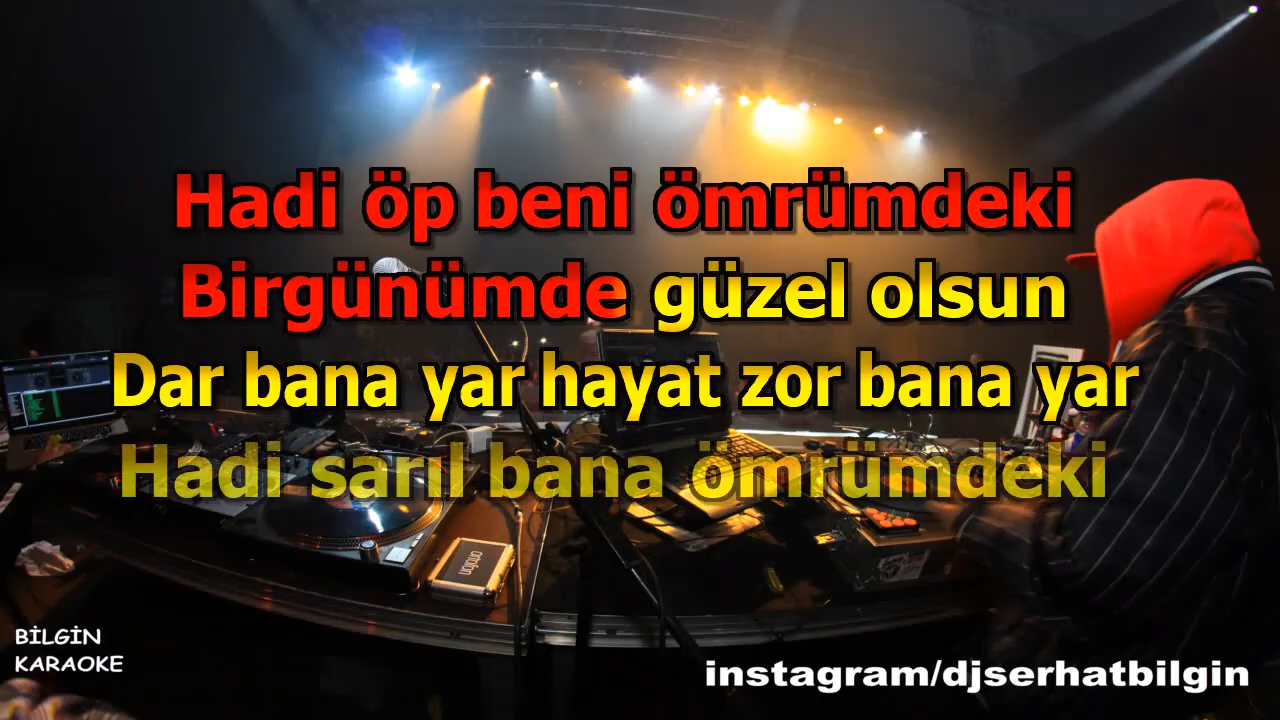 Hadi öp beni ömrümdeki
Birgünümde güzel olsun
Dar bana yar hayat zor bana yar
Hadi sarıl bana ömrümdeki
ortofon
BİLGİN
KARAOKE
instagram/djserhatbilgin